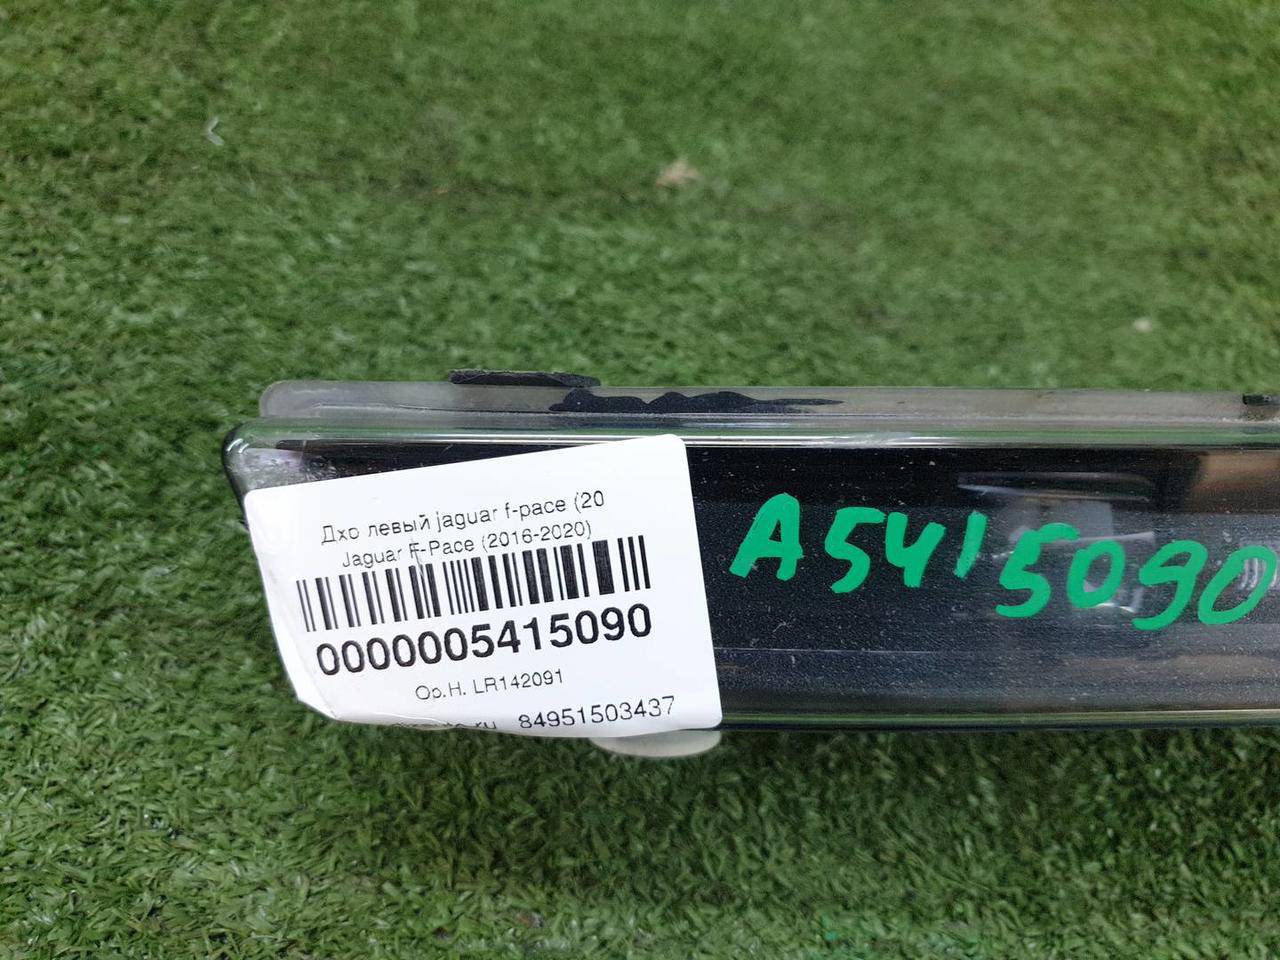 Дхо левый jaguar f-pace (20
Jaguar F-Pace (2016-2020)
0000005415090
Ор.Н. LR142091
84951503437
A5415090